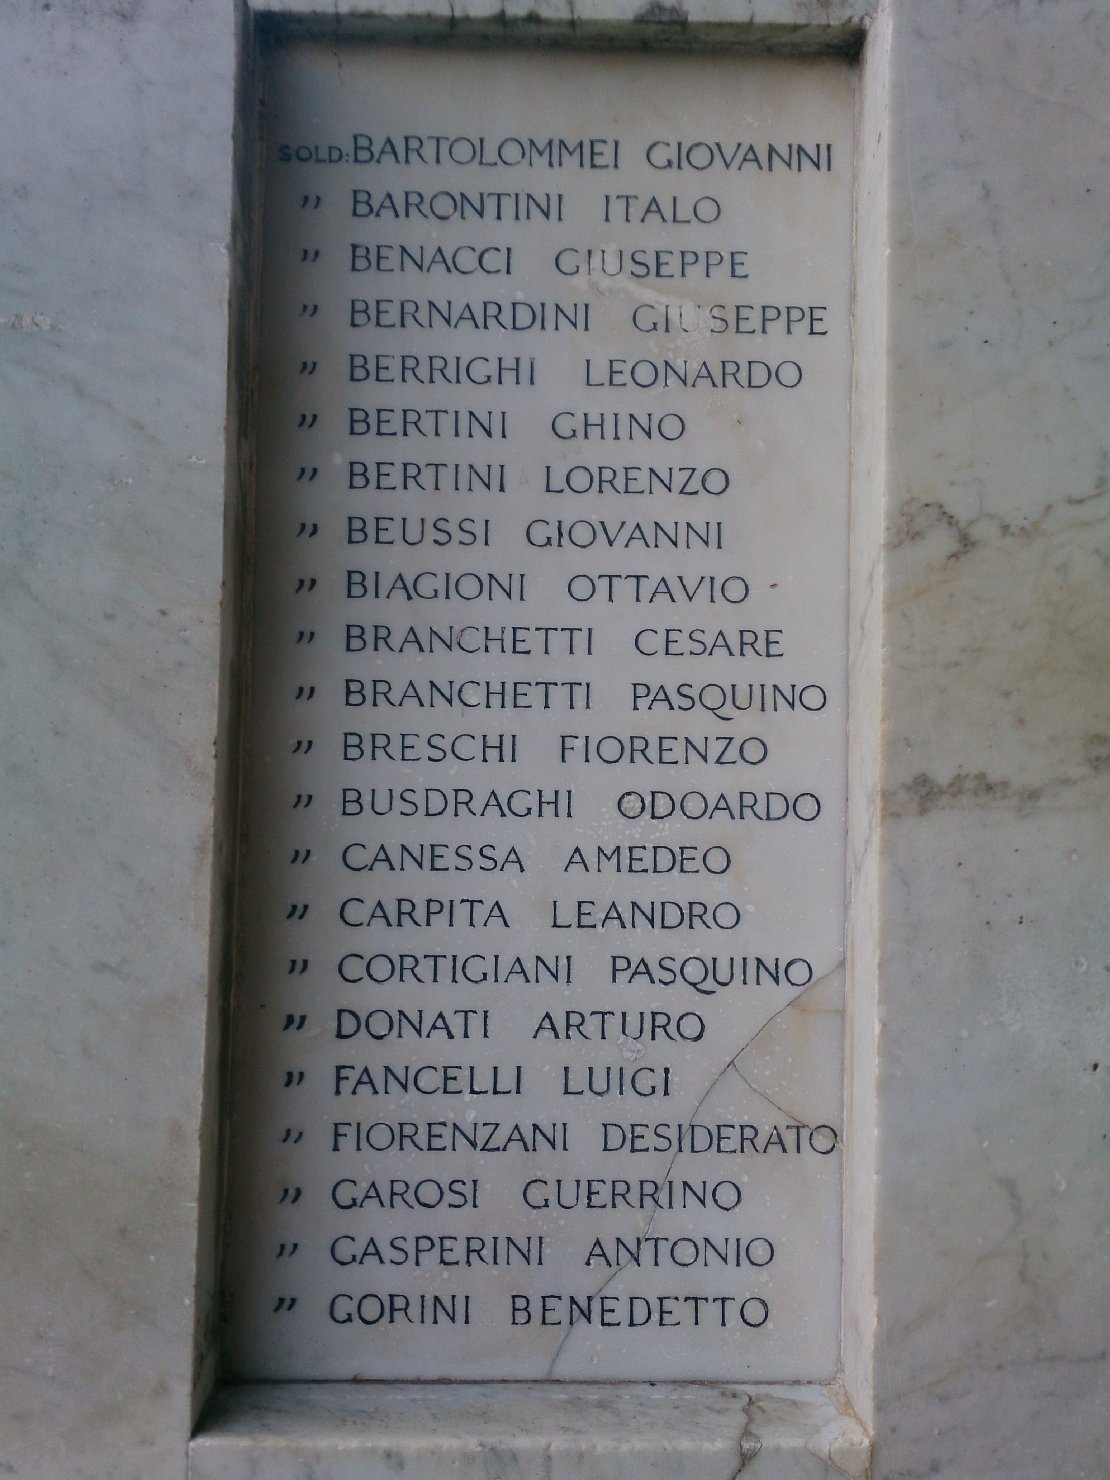 SOLD: BARTOLOMMEI GIOVANNI
" BARONTINI ITALO
" BENACCI GIUSEPPE
" BERNARDINI GIUSEPPE
" BERRIGHI LEONARDO
" BERTINI GHINO
" BERTINI LORENZO
" BEUSSI GIOVANNI
" BIAGIONI OTTAVIO
" BRANCHETTI CESARE
" BRANCHETTI PASQUINO
" BRESCHI FIORENZO
" BUSDRAGHI ODOARDO
" CANESSA AMEDEO
" CARPITA LEANDRO
" CORTIGIANI PASQUINO
" DONATI ARTURO
" FANCELLI LUIGI
" FIORENZANI DESIDERATO
" GAROSI GUERRINO
" GASPERINI ANTONIO
" GORINI BENEDETTO